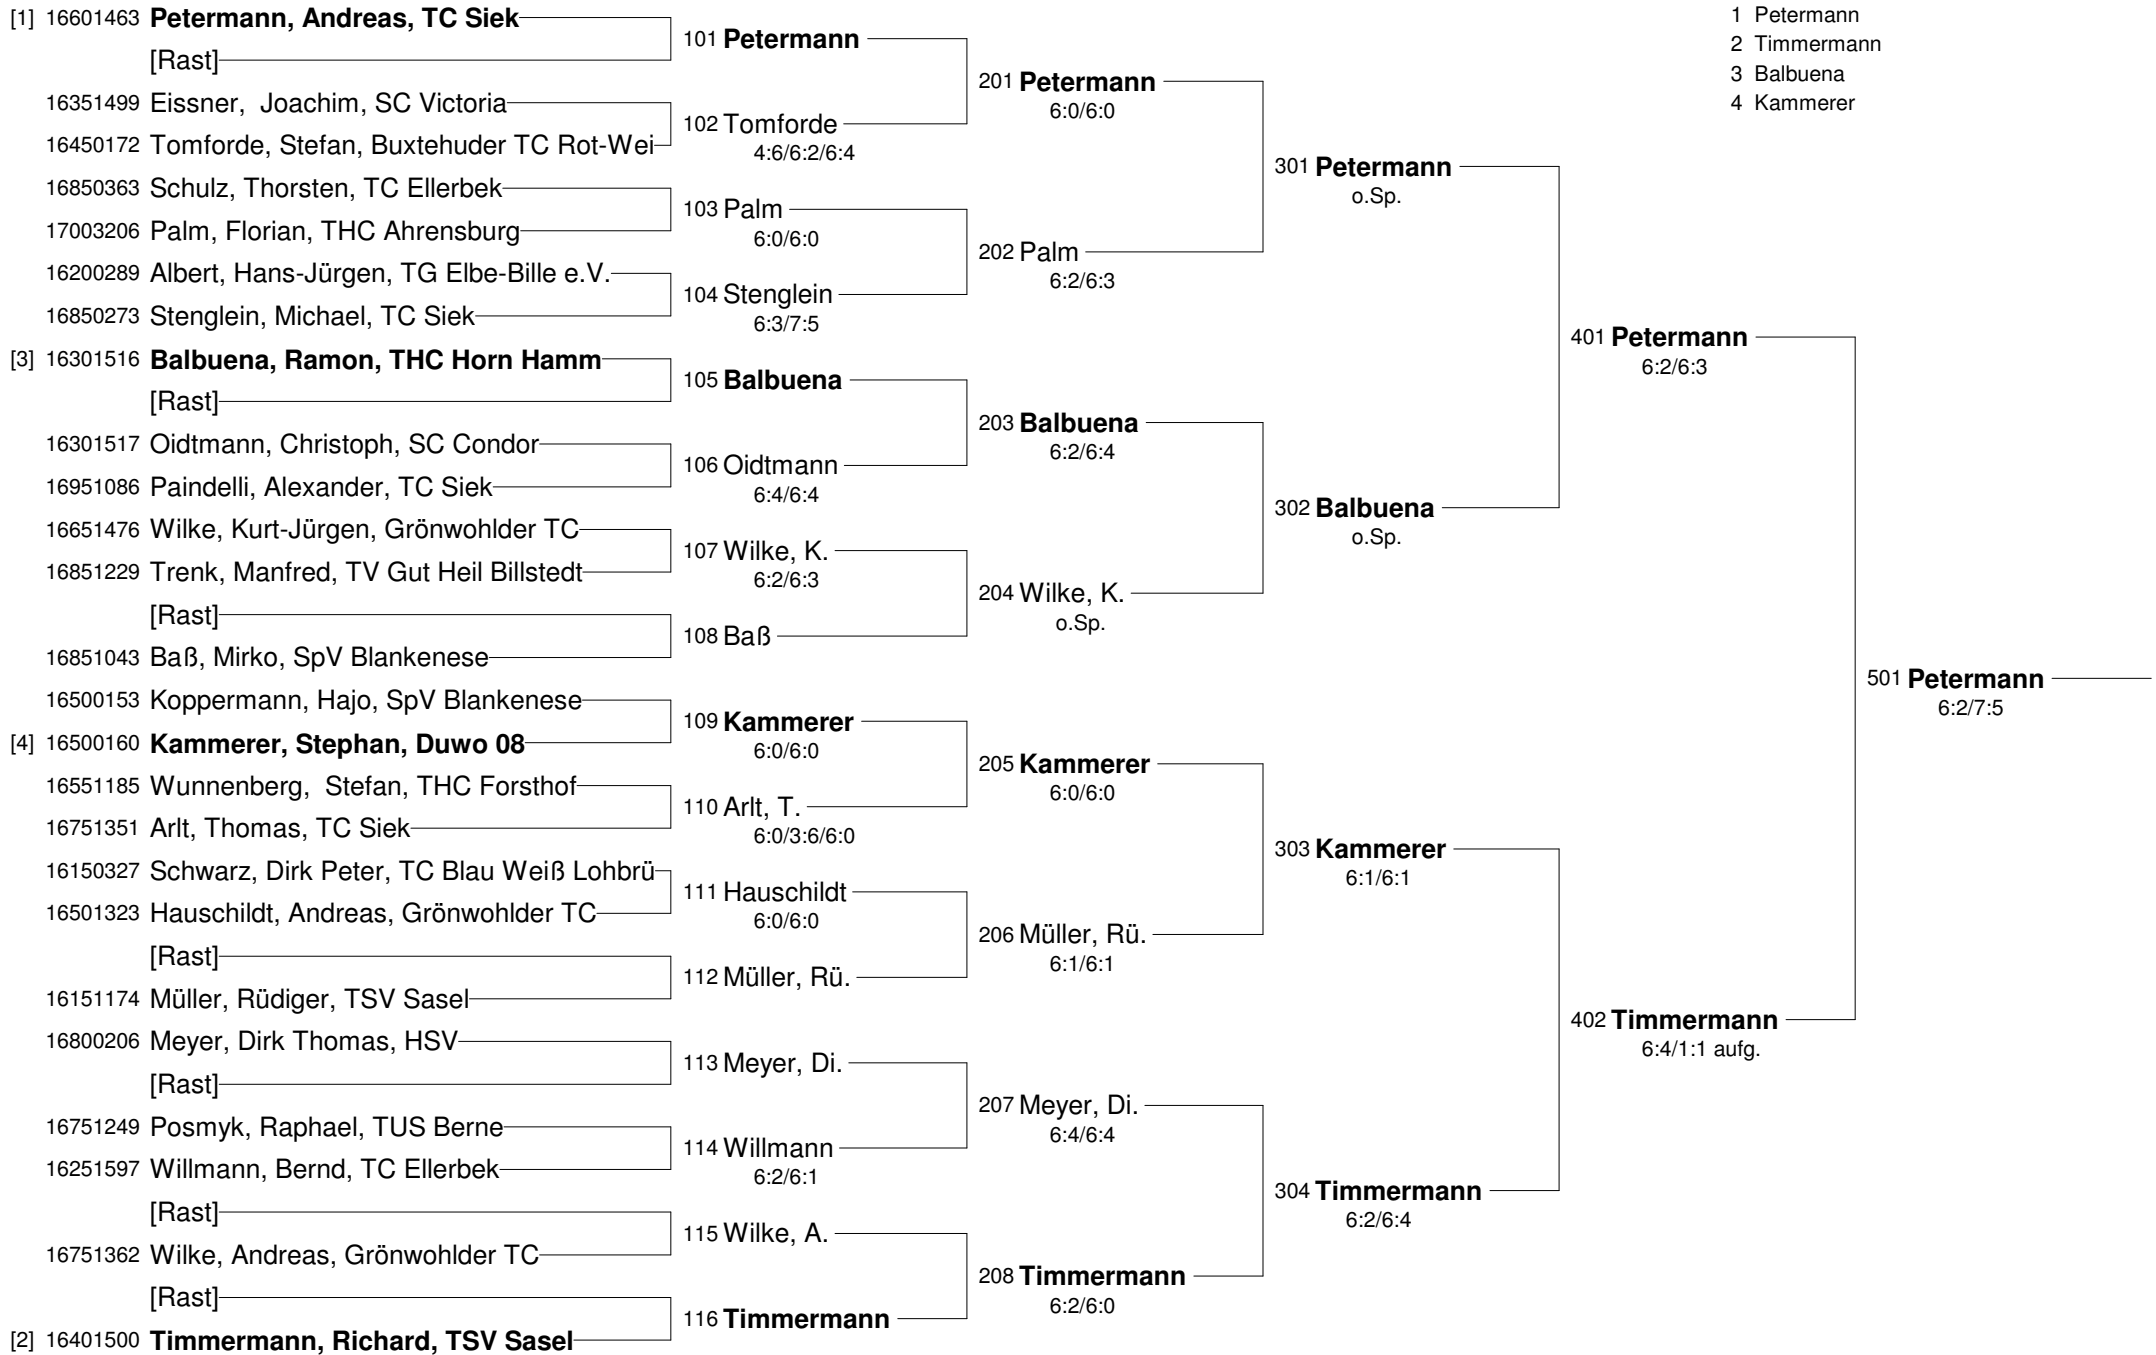 [1] 16601463 Petermann, Andreas, TC Siek
[Rast]
16351499 Eissner,  Joachim, SC Victoria
16450172 Tomforde, Stefan, Buxtehuder TC Rot-Wei
16850363 Schulz, Thorsten, TC Ellerbek
17003206 Palm, Florian, THC Ahrensburg
16200289 Albert, Hans-Jürgen, TG Elbe-Bille e.V.
16850273 Stenglein, Michael, TC Siek
[3] 16301516 Balbuena, Ramon, THC Horn Hamm
[Rast]
16301517 Oidtmann, Christoph, SC Condor
16951086 Paindelli, Alexander, TC Siek
16651476 Wilke, Kurt-Jürgen, Grönwohlder TC
16851229 Trenk, Manfred, TV Gut Heil Billstedt
[Rast]
16851043 Baß, Mirko, SpV Blankenese
16500153 Koppermann, Hajo, SpV Blankenese
[4] 16500160 Kammerer, Stephan, Duwo 08
16551185 Wunnenberg,  Stefan, THC Forsthof
16751351 Arlt, Thomas, TC Siek
16150327 Schwarz, Dirk Peter, TC Blau Weiß Lohbrü
16501323 Hauschildt, Andreas, Grönwohlder TC
[Rast]
16151174 Müller, Rüdiger, TSV Sasel
16800206 Meyer, Dirk Thomas, HSV
[Rast]
16751249 Posmyk, Raphael, TUS Berne
16251597 Willmann, Bernd, TC Ellerbek
[Rast]
16751362 Wilke, Andreas, Grönwohlder TC
[Rast]
[2] 16401500 Timmermann, Richard, TSV Sasel
101 Petermann
102 Tomforde
4:6/6:2/6:4
103 Palm
6:0/6:0
104 Stenglein
6:3/7:5
105 Balbuena
106 Oidtmann
6:4/6:4
107 Wilke, K.
6:2/6:3
108 Baß
109 Kammerer
6:0/6:0
110 Arlt, T.
6:0/3:6/6:0
111 Hauschildt
6:0/6:0
112 Müller, Rü.
113 Meyer, Di.
114 Willmann
6:2/6:1
115 Wilke, A.
116 Timmermann
201 Petermann
6:0/6:0
202 Palm
6:2/6:3
203 Balbuena
6:2/6:4
204 Wilke, K.
o.Sp.
205 Kammerer
6:0/6:0
206 Müller, Rü.
6:1/6:1
207 Meyer, Di.
6:4/6:4
208 Timmermann
6:2/6:0
301 Petermann
o.Sp.
302 Balbuena
o.Sp.
303 Kammerer
6:1/6:1
304 Timmermann
6:2/6:4
401 Petermann
6:2/6:3
402 Timmermann
6:4/1:1 aufg.
501 Petermann
6:2/7:5
1 Petermann
2 Timmermann
3 Balbuena
4 Kammerer